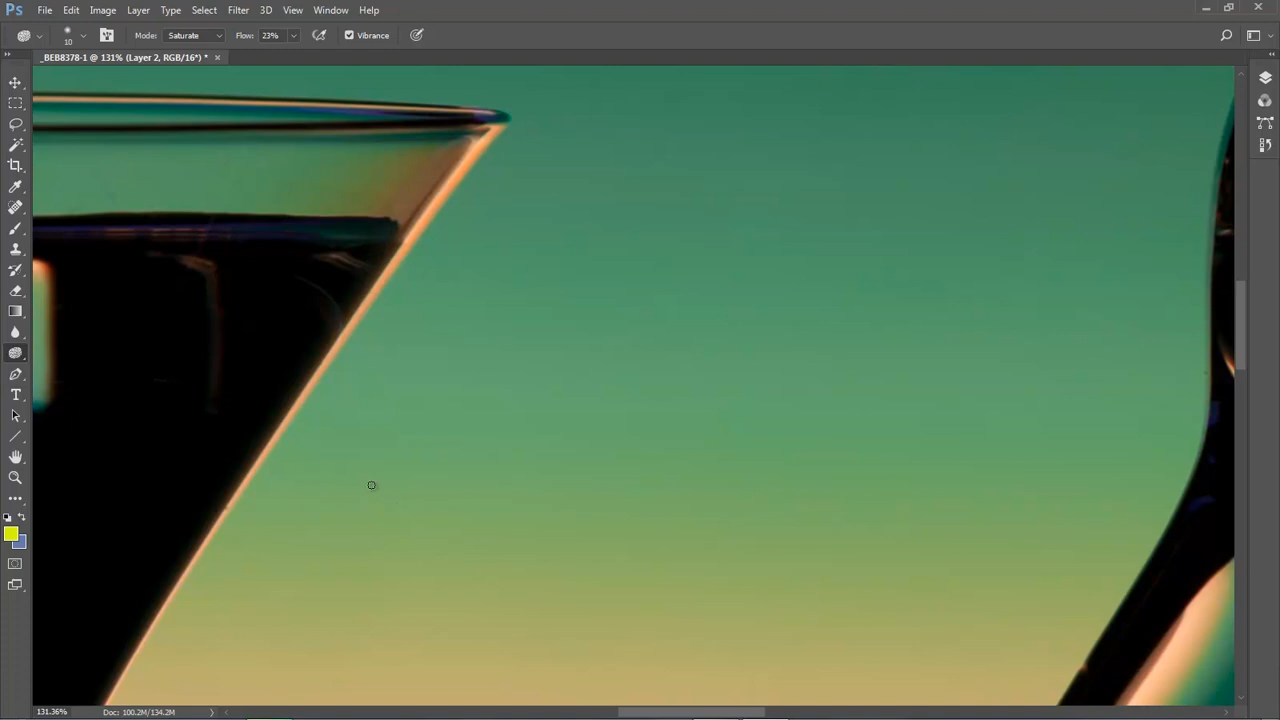 Ps File Edit Image Layer Type Select Filter 3D View Window Help
10 Mode: Saturate Flow: 23% Vibrance
_BEB8378-1 @ 131% (Layer 2, RGB/16*) *
T
131.36% Doc: 100.2M/134.2M